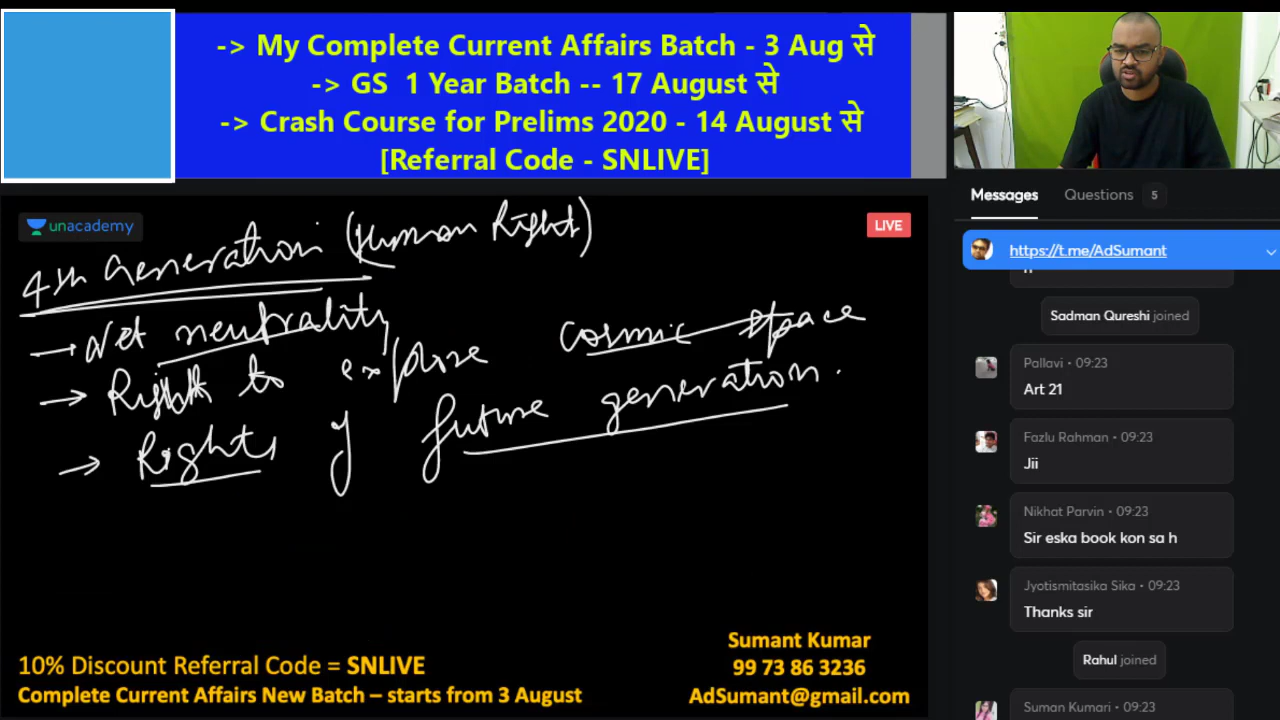 -> My Complete Current Affairs Batch - 3 Aug से
-> GS 1 Year Batch -- 17 August से
-> Crash Course for Prelims 2020 - 14 August से
[Referral Code - SNLIVE]
unacademy
LIVE
4th Generation (Human Right)
→ Net neutrality
→ Right to explore cosmic space
→ Rights of future generation.
10% Discount Referral Code = SNLIVE
Complete Current Affairs New Batch – starts from 3 August
Sumant Kumar
99 73 86 3236
AdSumant@gmail.com
Messages Questions 5
https://t.me/AdSumant
Sadman Qureshi joined
Pallavi • 09:23
Art 21
Fazlu Rahman • 09:23
Jii
Nikhat Parvin • 09:23
Sir eska book kon sa h
Jyotismitasika Sika • 09:23
Thanks sir
Rahul joined
Suman Kumari • 09:23